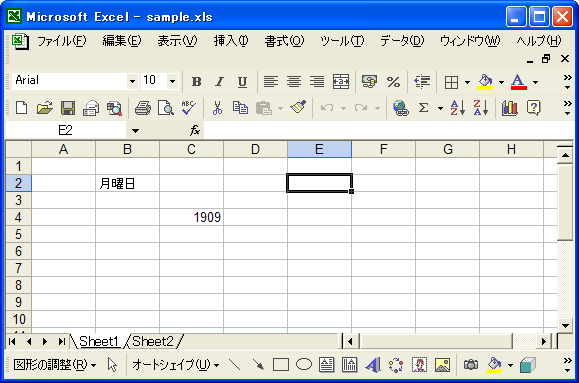 Microsoft Excel - sample.xls
ファイル(F) 編集(E) 表示(V) 挿入(I) 書式(O) ツール(T) データ(D) ウィンドウ(W) ヘルプ(H)
Arial 10 B I U %
ABC Σ A Z Z A ?
E2 fx
A B C D E F G H
1
2 月曜日
3
4 1909
5
6
7
8
9
10
Sheet1 Sheet2
図形の調整(R) オートシェイプ(U)